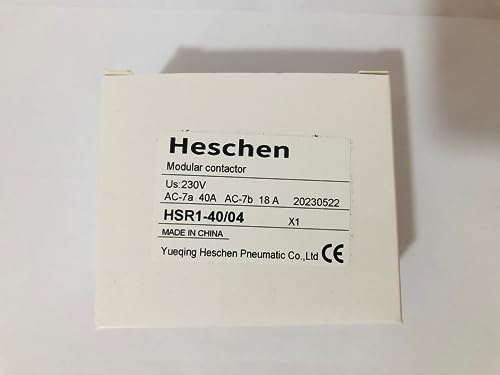 Heschen
Modular contactor
Us:230V
AC-7a 40A AC-7b 18 A 20230522
HSR1-40/04 X1
MADE IN CHINA
Yueqing Heschen Pneumatic Co.,Ltd CE